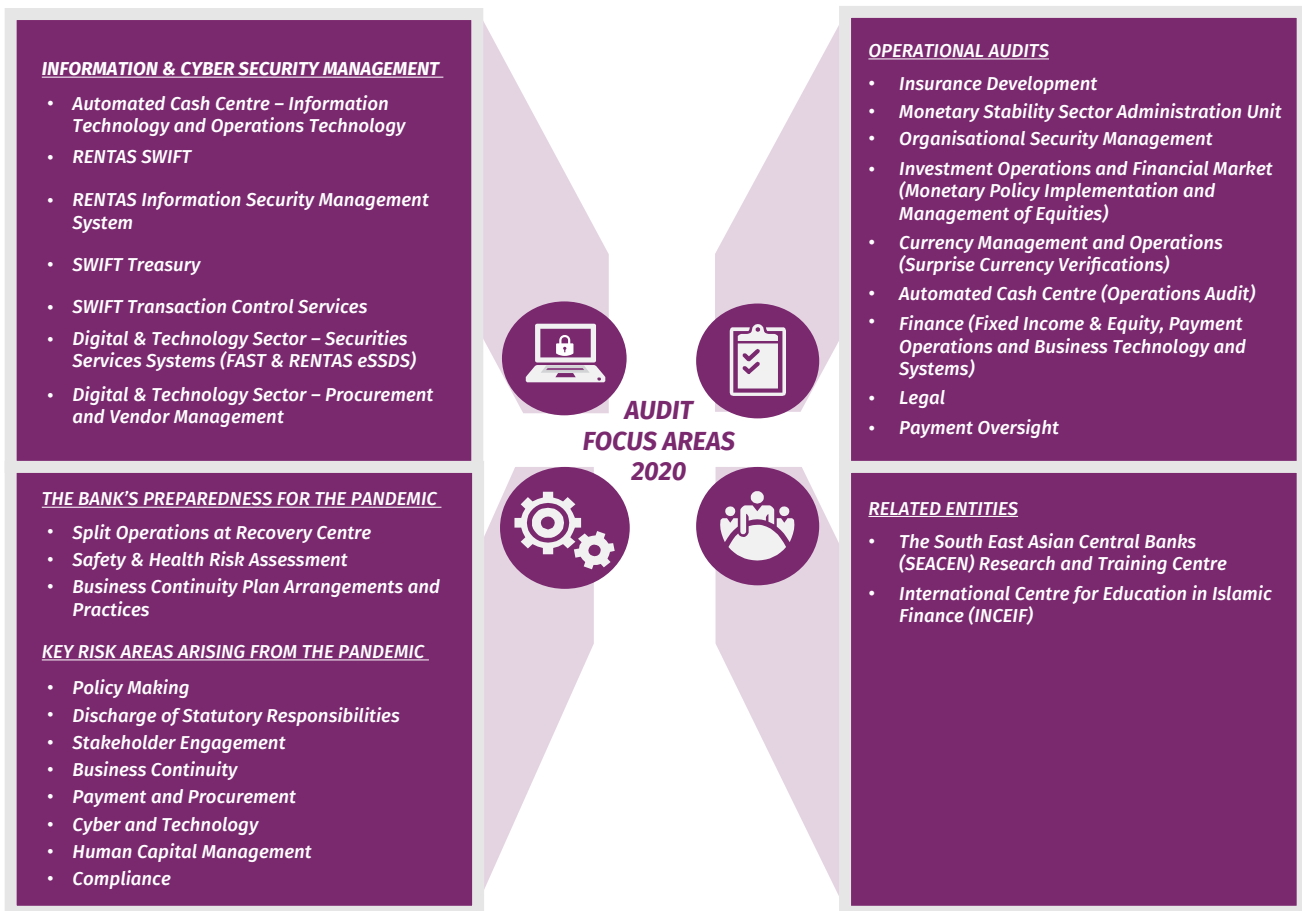 INFORMATION & CYBER SECURITY MANAGEMENT
• Automated Cash Centre – Information
Technology and Operations Technology
• RENTAS SWIFT
• RENTAS Information Security Management
System
• SWIFT Treasury
• SWIFT Transaction Control Services
• Digital & Technology Sector – Securities
Services Systems (FAST & RENTAS eSSDS)
• Digital & Technology Sector – Procurement
and Vendor Management
OPERATIONAL AUDITS
• Insurance Development
• Monetary Stability Sector Administration Unit
• Organisational Security Management
• Investment Operations and Financial Market
(Monetary Policy Implementation and
Management of Equities)
• Currency Management and Operations
(Surprise Currency Verifications)
• Automated Cash Centre (Operations Audit)
• Finance (Fixed Income & Equity, Payment
Operations and Business Technology and
Systems)
• Legal
• Payment Oversight
AUDIT
FOCUS AREAS
2020
THE BANK’S PREPAREDNESS FOR THE PANDEMIC
• Split Operations at Recovery Centre
• Safety & Health Risk Assessment
• Business Continuity Plan Arrangements and
Practices
KEY RISK AREAS ARISING FROM THE PANDEMIC
• Policy Making
• Discharge of Statutory Responsibilities
• Stakeholder Engagement
• Business Continuity
• Payment and Procurement
• Cyber and Technology
• Human Capital Management
• Compliance
RELATED ENTITIES
• The South East Asian Central Banks
(SEACEN) Research and Training Centre
• International Centre for Education in Islamic
Finance (INCEIF)